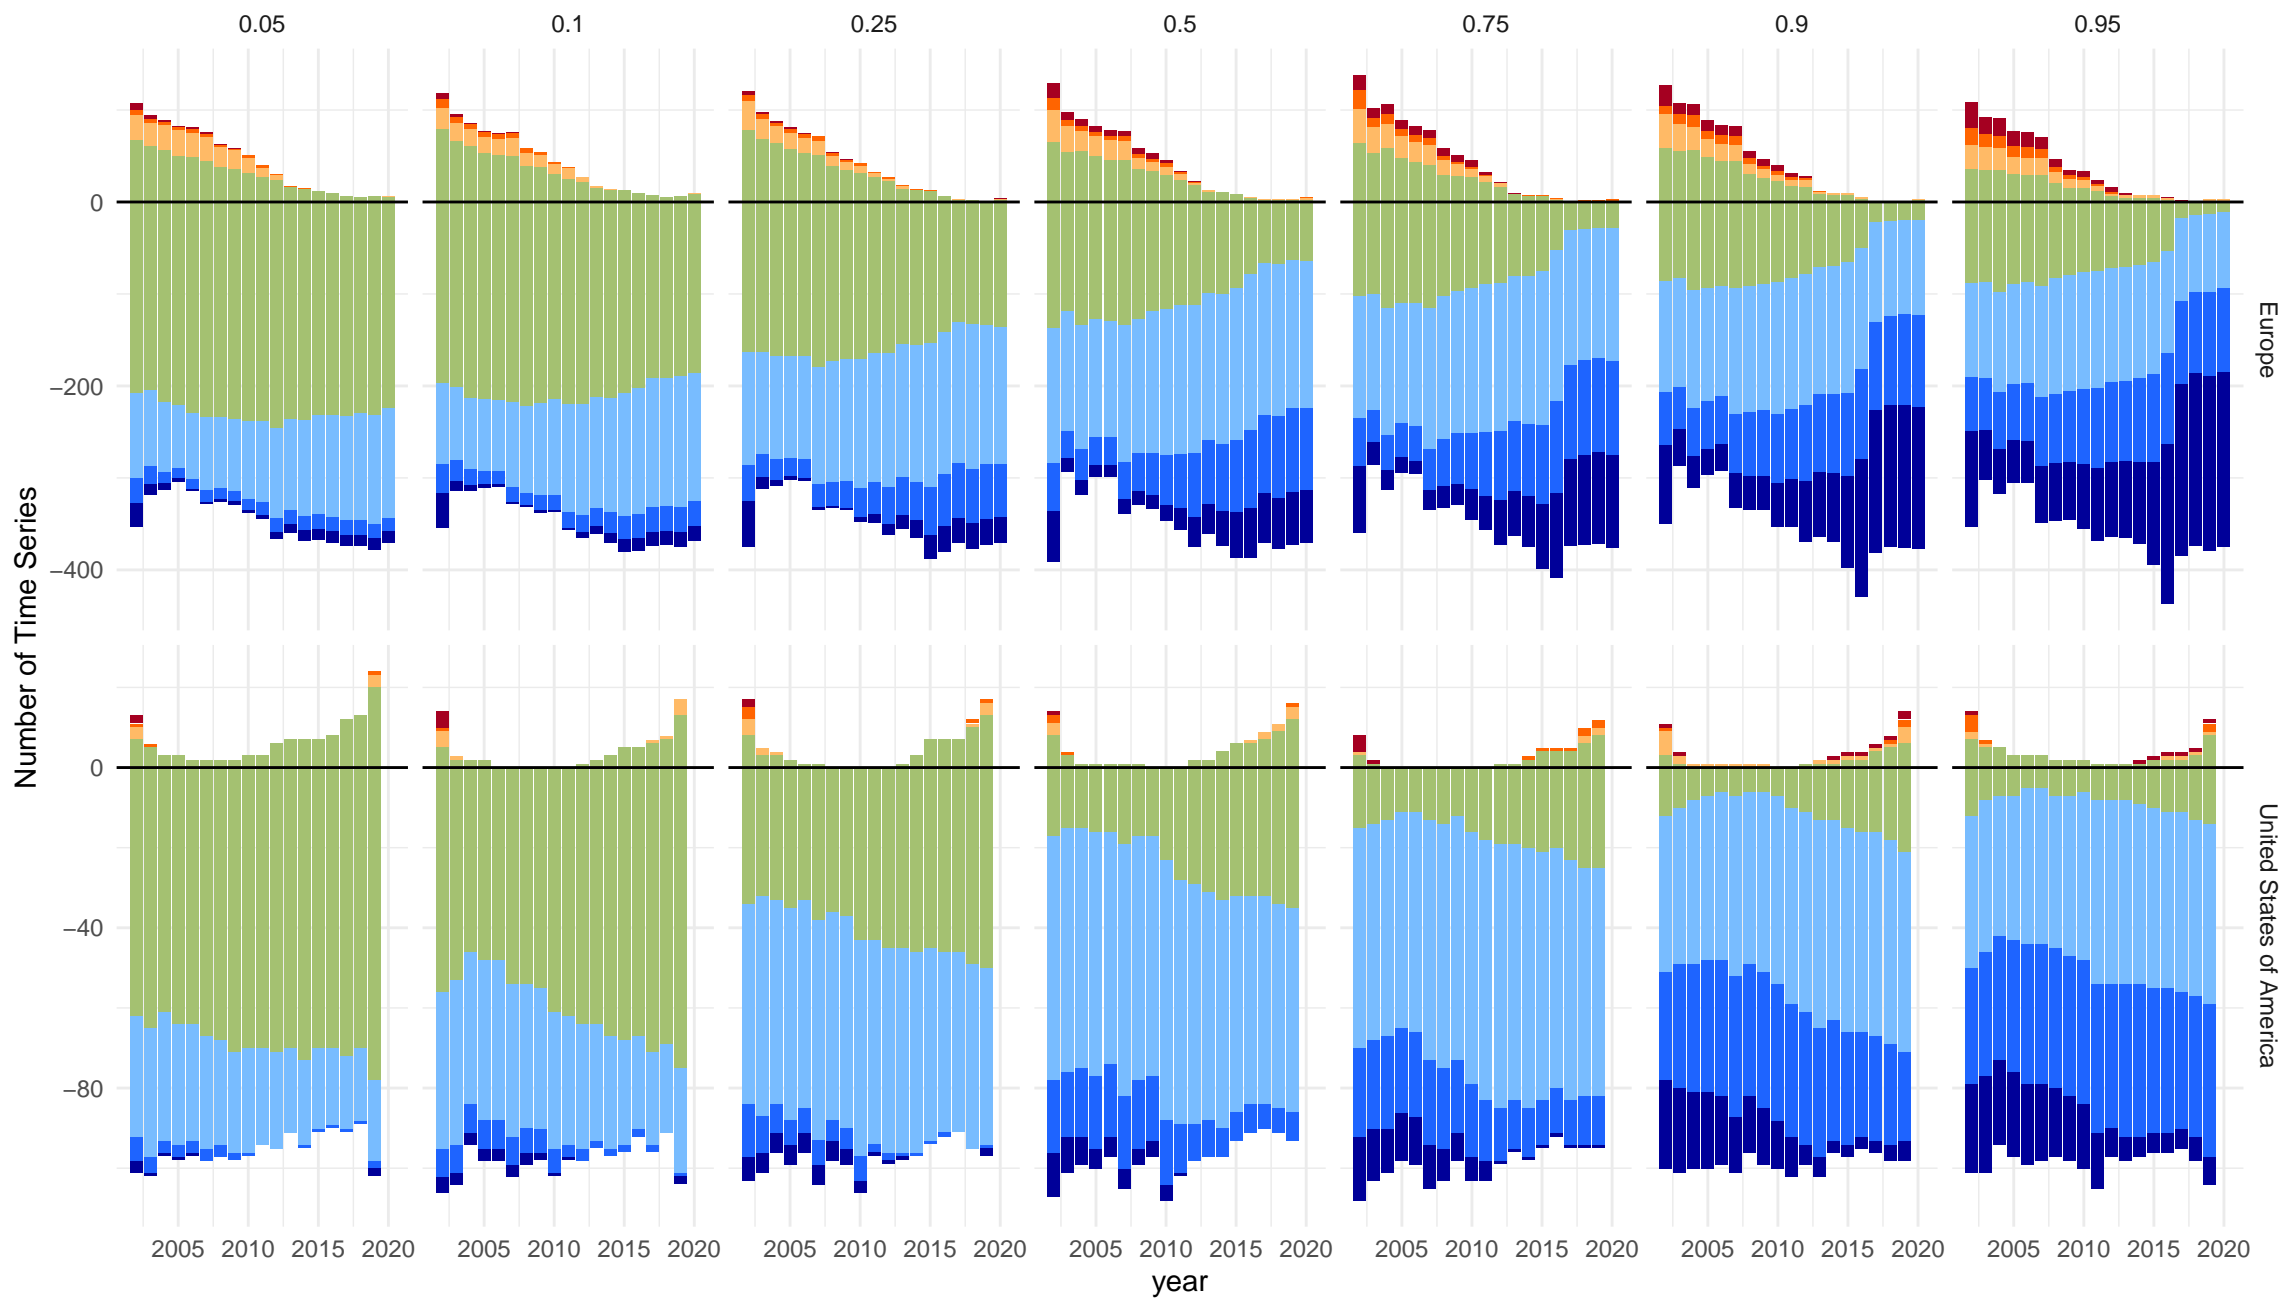 0.05 0.1 0.25 0.5 0.75 0.9 0.95
0
−200
−400
Europe
Number of Time Series
0
−40
−80
United States of America
2005 2010 2015 2020 2005 2010 2015 2020 2005 2010 2015 2020 2005 2010 2015 2020 2005 2010 2015 2020 2005 2010 2015 2020 2005 2010 2015 2020
year